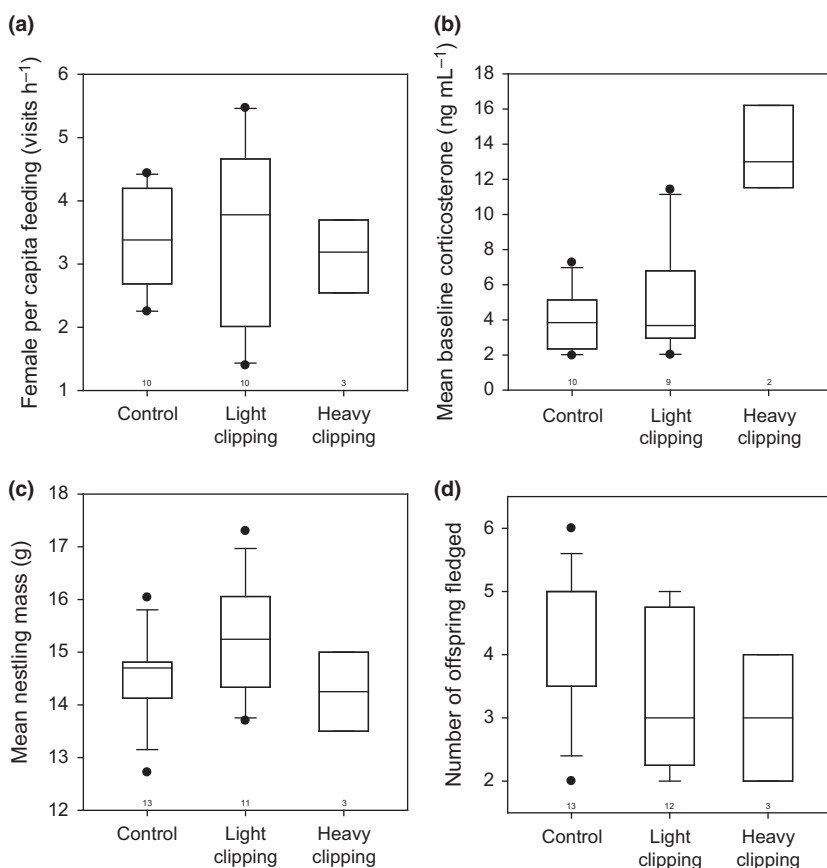 (a)
Female per capita feeding (visits h⁻¹)
6
5
4
3
2
1
10
10
3
Control
Light
clipping
Heavy
clipping
(b)
Mean baseline corticosterone (ng mL⁻¹)
18
16
14
12
10
8
6
4
2
0
10
9
2
Control
Light
clipping
Heavy
clipping
(c)
Mean nestling mass (g)
18
17
16
15
14
13
12
13
11
3
Control
Light
clipping
Heavy
clipping
(d)
Number of offspring fledged
6
5
4
3
2
13
12
3
Control
Light
clipping
Heavy
clipping